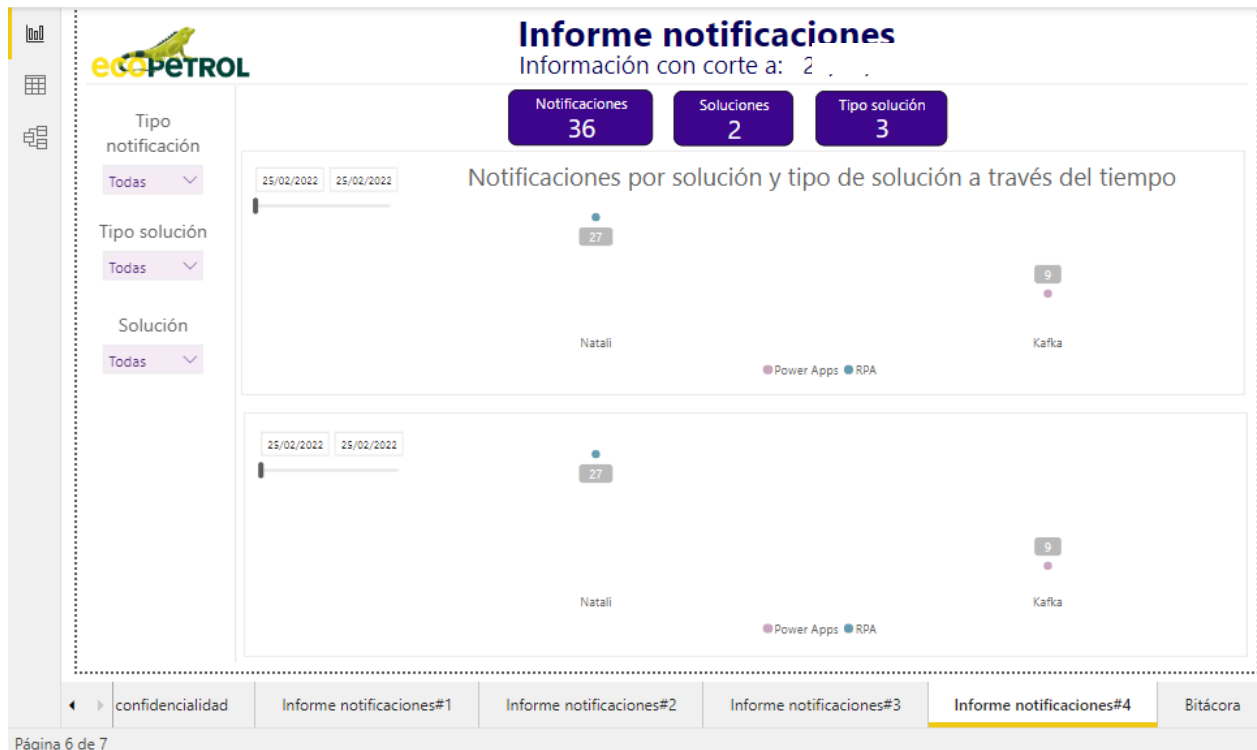 ecoPETROL
Informe notificaciones
Información con corte a:
Notificaciones
36
Soluciones
2
Tipo solución
3
Tipo
notificación
Todas
Tipo solución
Todas
Solución
Todas
25/02/2022 25/02/2022
Notificaciones por solución y tipo de solución a través del tiempo
27
9
Natali Kafka
Power Apps RPA
25/02/2022 25/02/2022
27
9
Natali Kafka
Power Apps RPA
confidencialidad Informe notificaciones#1 Informe notificaciones#2 Informe notificaciones#3 Informe notificaciones#4 Bitácora
Página 6 de 7